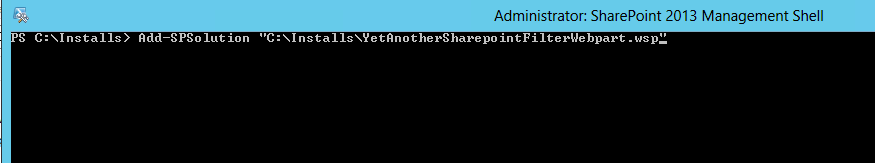 Administrator: SharePoint 2013 Management Shell
PS C:\Installs> Add-SPSolution "C:\Installs\YetAnotherSharepointFilterWebpart.wsp"